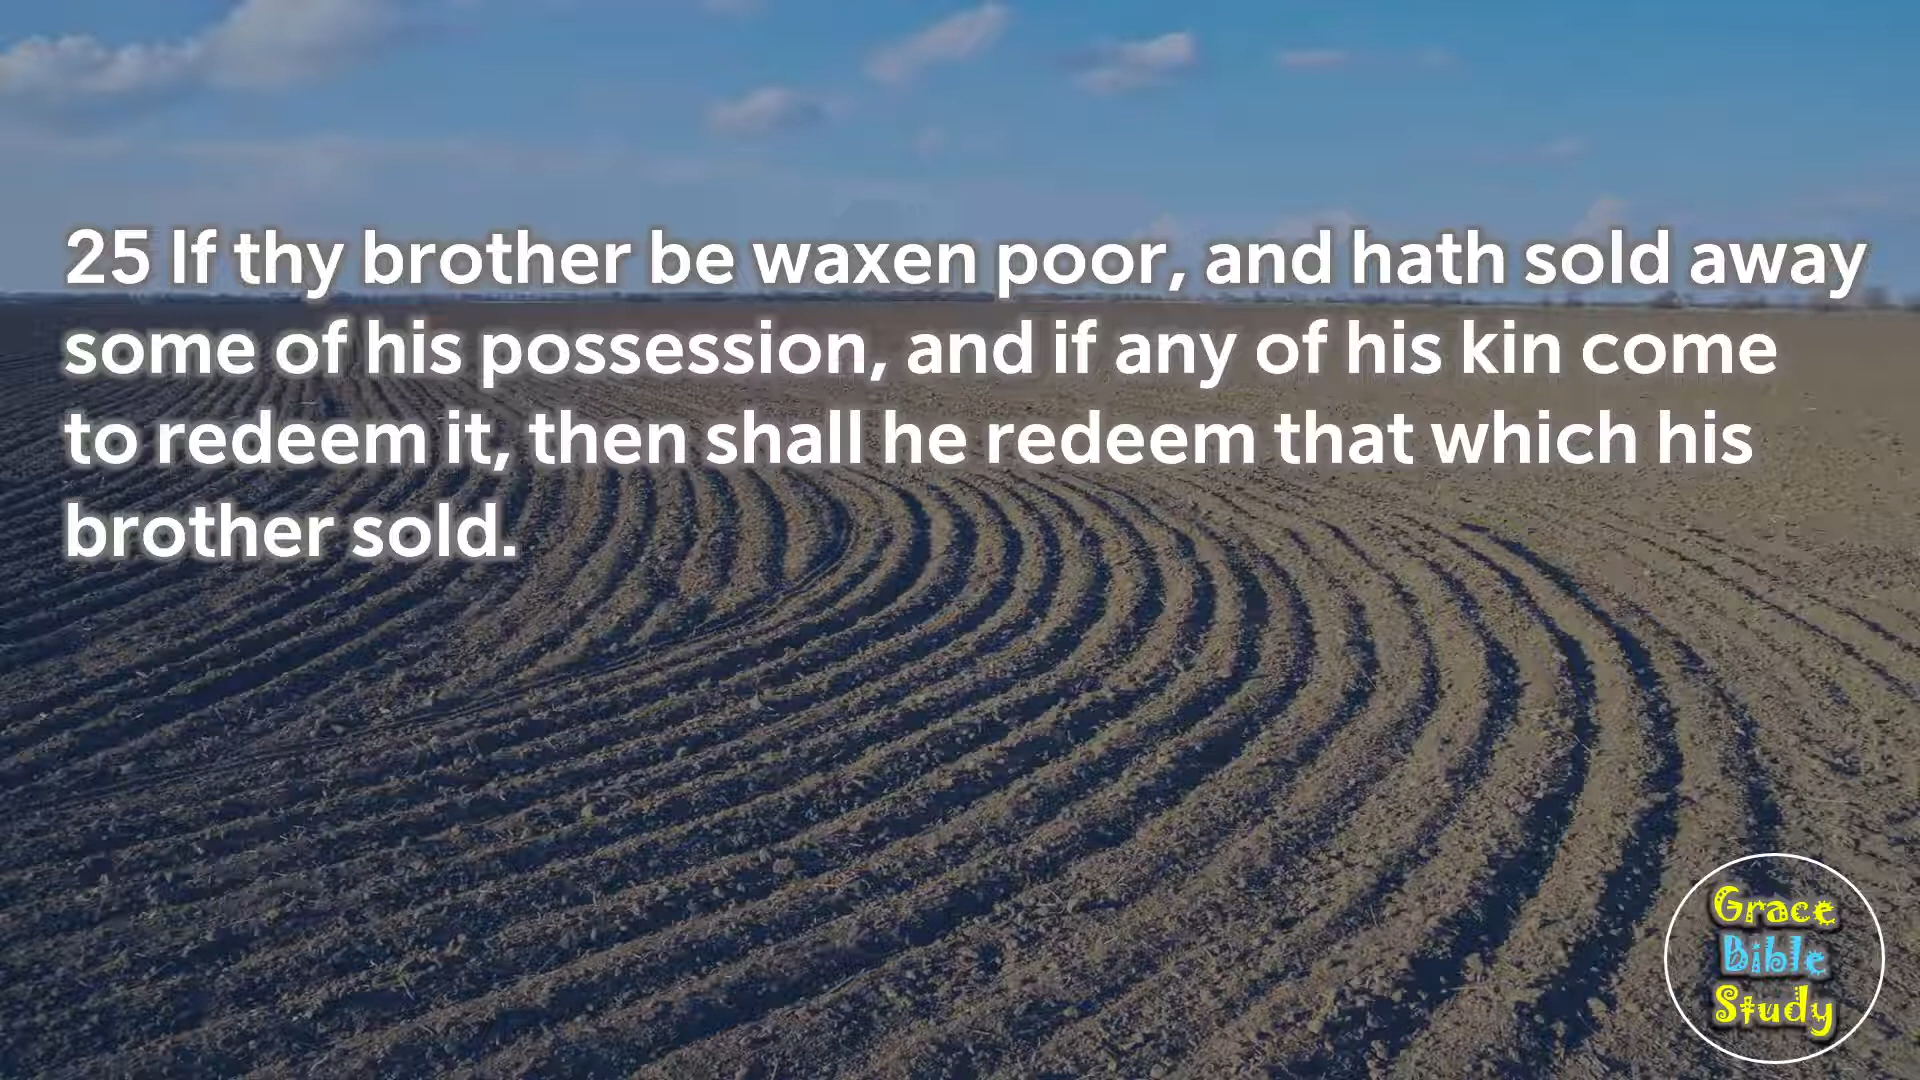 25 If thy brother be waxen poor, and hath sold away
some of his possession, and if any of his kin come
to redeem it, then shall he redeem that which his
brother sold.
Grace
Bible
Study